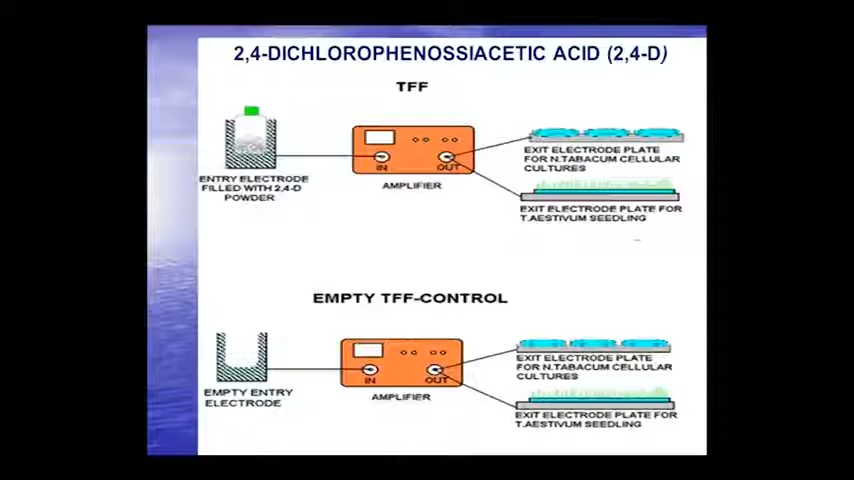 2,4-DICHLOROPHENOSSIACETIC ACID (2,4-D)
TFF
ENTRY ELECTRODE
FILLED WITH 2,4-D
POWDER
IN
OUT
AMPLIFIER
EXIT ELECTRODE PLATE
FOR N.TABACUM CELLULAR
CULTURES
EXIT ELECTRODE PLATE FOR
T.AESTIVUM SEEDLING
EMPTY TFF-CONTROL
EMPTY ENTRY
ELECTRODE
IN
OUT
AMPLIFIER
EXIT ELECTRODE PLATE
FOR N.TABACUM CELLULAR
CULTURES
EXIT ELECTRODE PLATE FOR
T.AESTIVUM SEEDLING